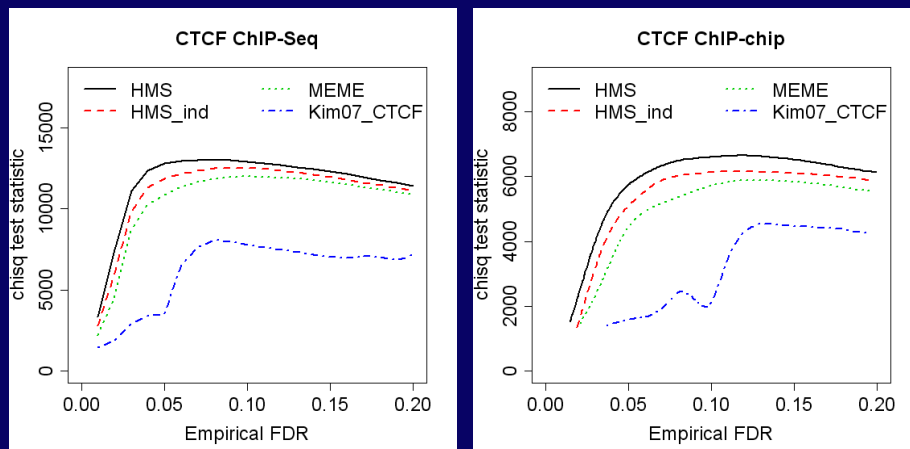 CTCF ChIP-Seq
HMS
HMS_ind
MEME
Kim07_CTCF
chisq test statistic
0
5000
10000
15000
0.00 0.05 0.10 0.15 0.20
Empirical FDR
CTCF ChIP-chip
HMS
HMS_ind
MEME
Kim07_CTCF
chisq test statistic
0
2000
4000
6000
8000
0.00 0.05 0.10 0.15 0.20
Empirical FDR